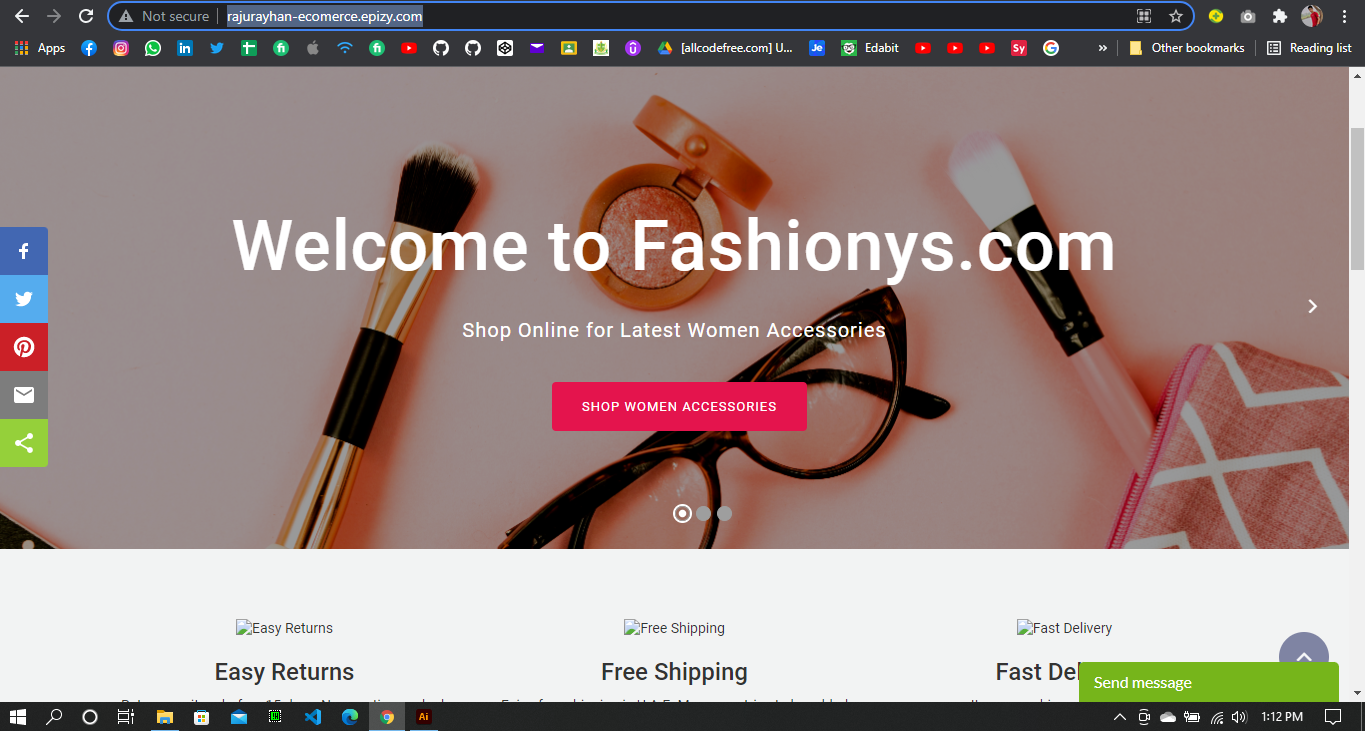 Not secure
rajurayhan-ecomerce.epizy.com
Apps
[allcodefree.com] U...
Je
Edabit
Sy
Other bookmarks
Reading list
Welcome to Fashionys.com
Shop Online for Latest Women Accessories
SHOP WOMEN ACCESSORIES
Easy Returns
Free Shipping
Fast Delivery
Easy Returns
Free Shipping
Fast Del
Send message
Ai
1:12 PM